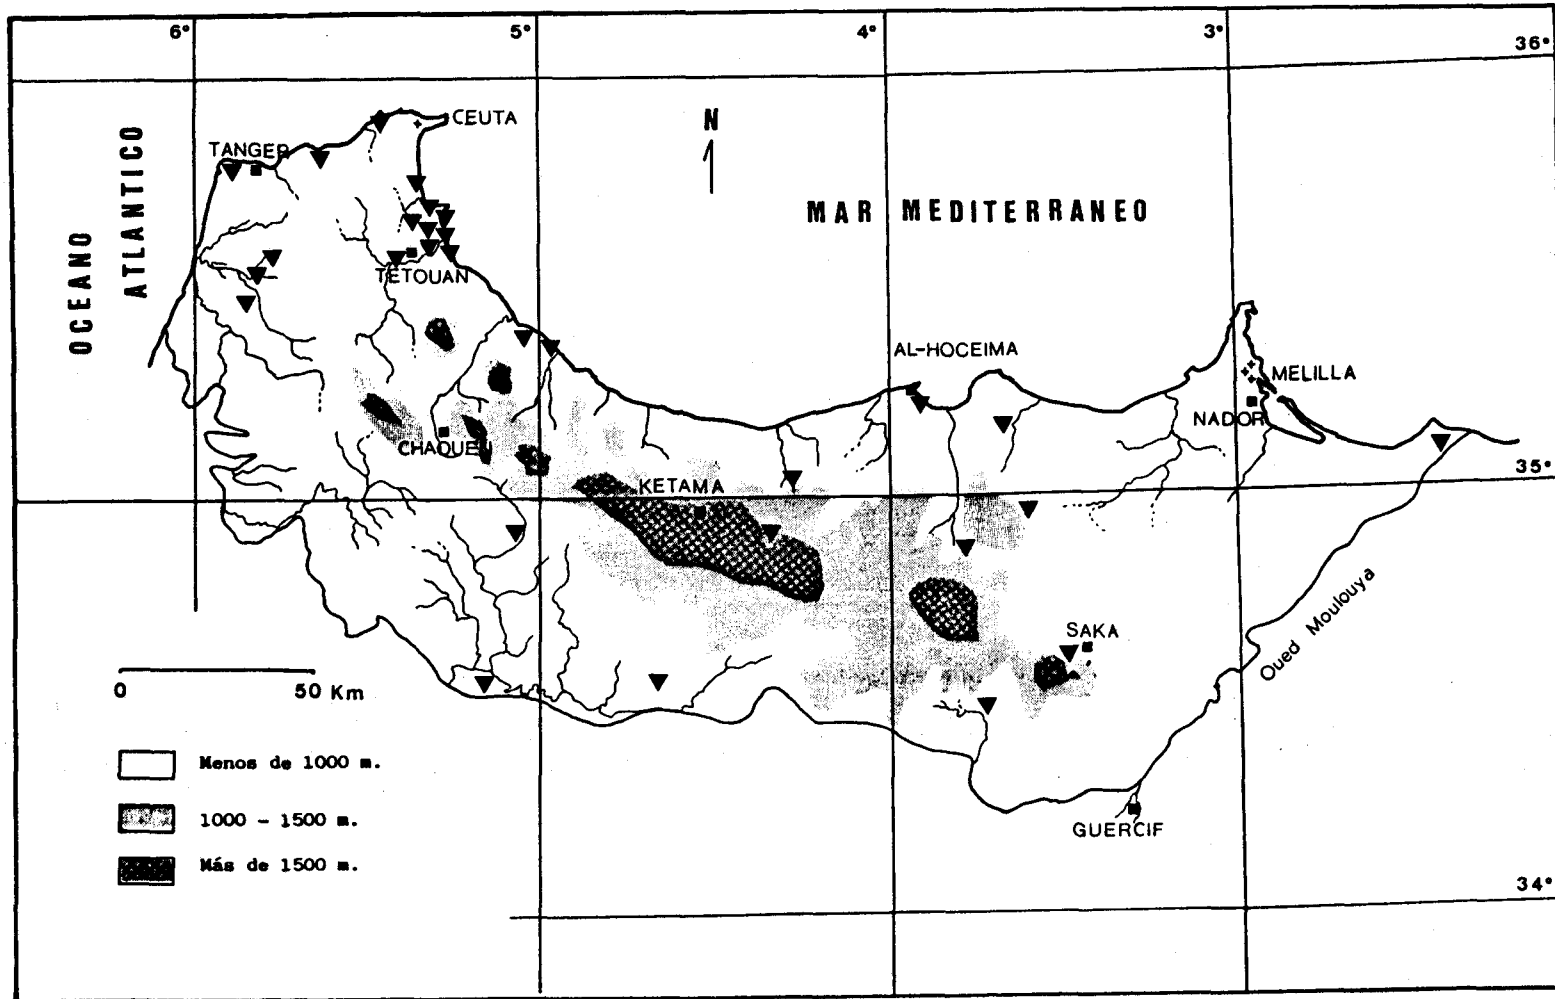 6°
5°
4°
3°
36°
CEUTA
N
TANGER
OCEANO
ATLANTICO
MAR MEDITERRANEO
TETOUAN
AL-HOCEIMA
MELILLA
NADOR
CHAOUEN
35°
KETAMA
SAKA
Oued Moulouya
0 50 Km
Menos de 1000 m.
1000 - 1500 m.
Más de 1500 m.
GUERCIF
34°